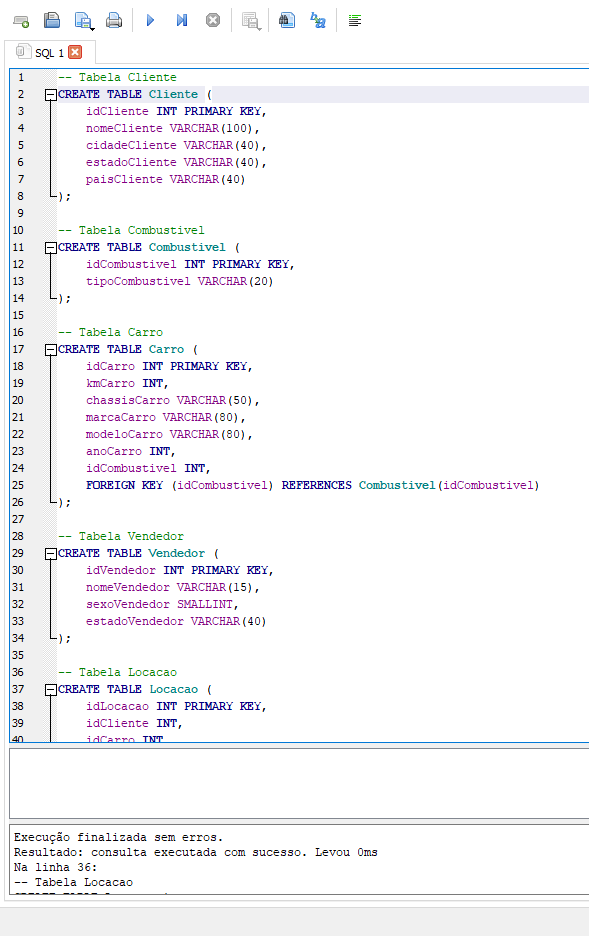 SQL 1
1 -- Tabela Cliente
2 CREATE TABLE Cliente (
3 idCliente INT PRIMARY KEY,
4 nomeCliente VARCHAR(100),
5 cidadeCliente VARCHAR(40),
6 estadoCliente VARCHAR(40),
7 paisCliente VARCHAR(40)
8 );
9
10 -- Tabela Combustivel
11 CREATE TABLE Combustivel (
12 idCombustivel INT PRIMARY KEY,
13 tipoCombustivel VARCHAR(20)
14 );
15
16 -- Tabela Carro
17 CREATE TABLE Carro (
18 idCarro INT PRIMARY KEY,
19 kmCarro INT,
20 chassisCarro VARCHAR(50),
21 marcaCarro VARCHAR(80),
22 modeloCarro VARCHAR(80),
23 anoCarro INT,
24 idCombustivel INT,
25 FOREIGN KEY (idCombustivel) REFERENCES Combustivel(idCombustivel)
26 );
27
28 -- Tabela Vendedor
29 CREATE TABLE Vendedor (
30 idVendedor INT PRIMARY KEY,
31 nomeVendedor VARCHAR(15),
32 sexoVendedor SMALLINT,
33 estadoVendedor VARCHAR(40)
34 );
35
36 -- Tabela Locacao
37 CREATE TABLE Locacao (
38 idLocacao INT PRIMARY KEY,
39 idCliente INT,
40 idCarro INT
Execução finalizada sem erros.
Resultado: consulta executada com sucesso. Levou 0ms
Na linha 36:
-- Tabela Locacao